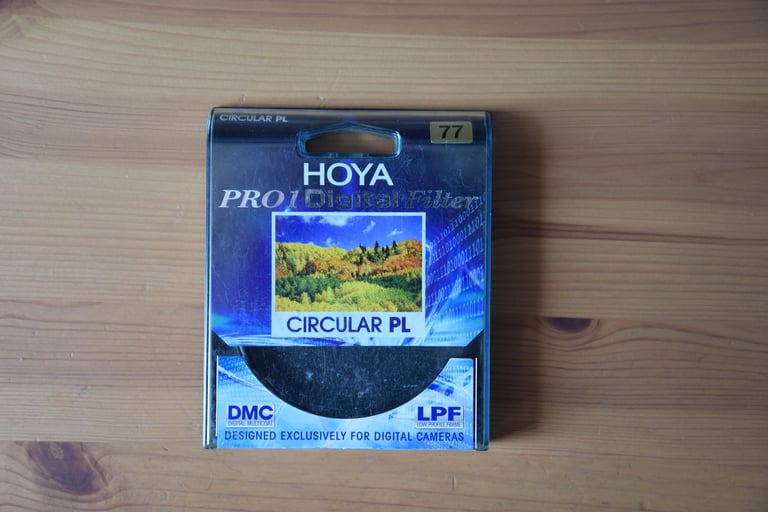 CIRCULAR PL
77
HOYA
PRO1 Digital Filter
CIRCULAR PL
DMC
DIGITAL MULTICOAT
LPF
LOW PROFILE FRAME
DESIGNED EXCLUSIVELY FOR DIGITAL CAMERAS